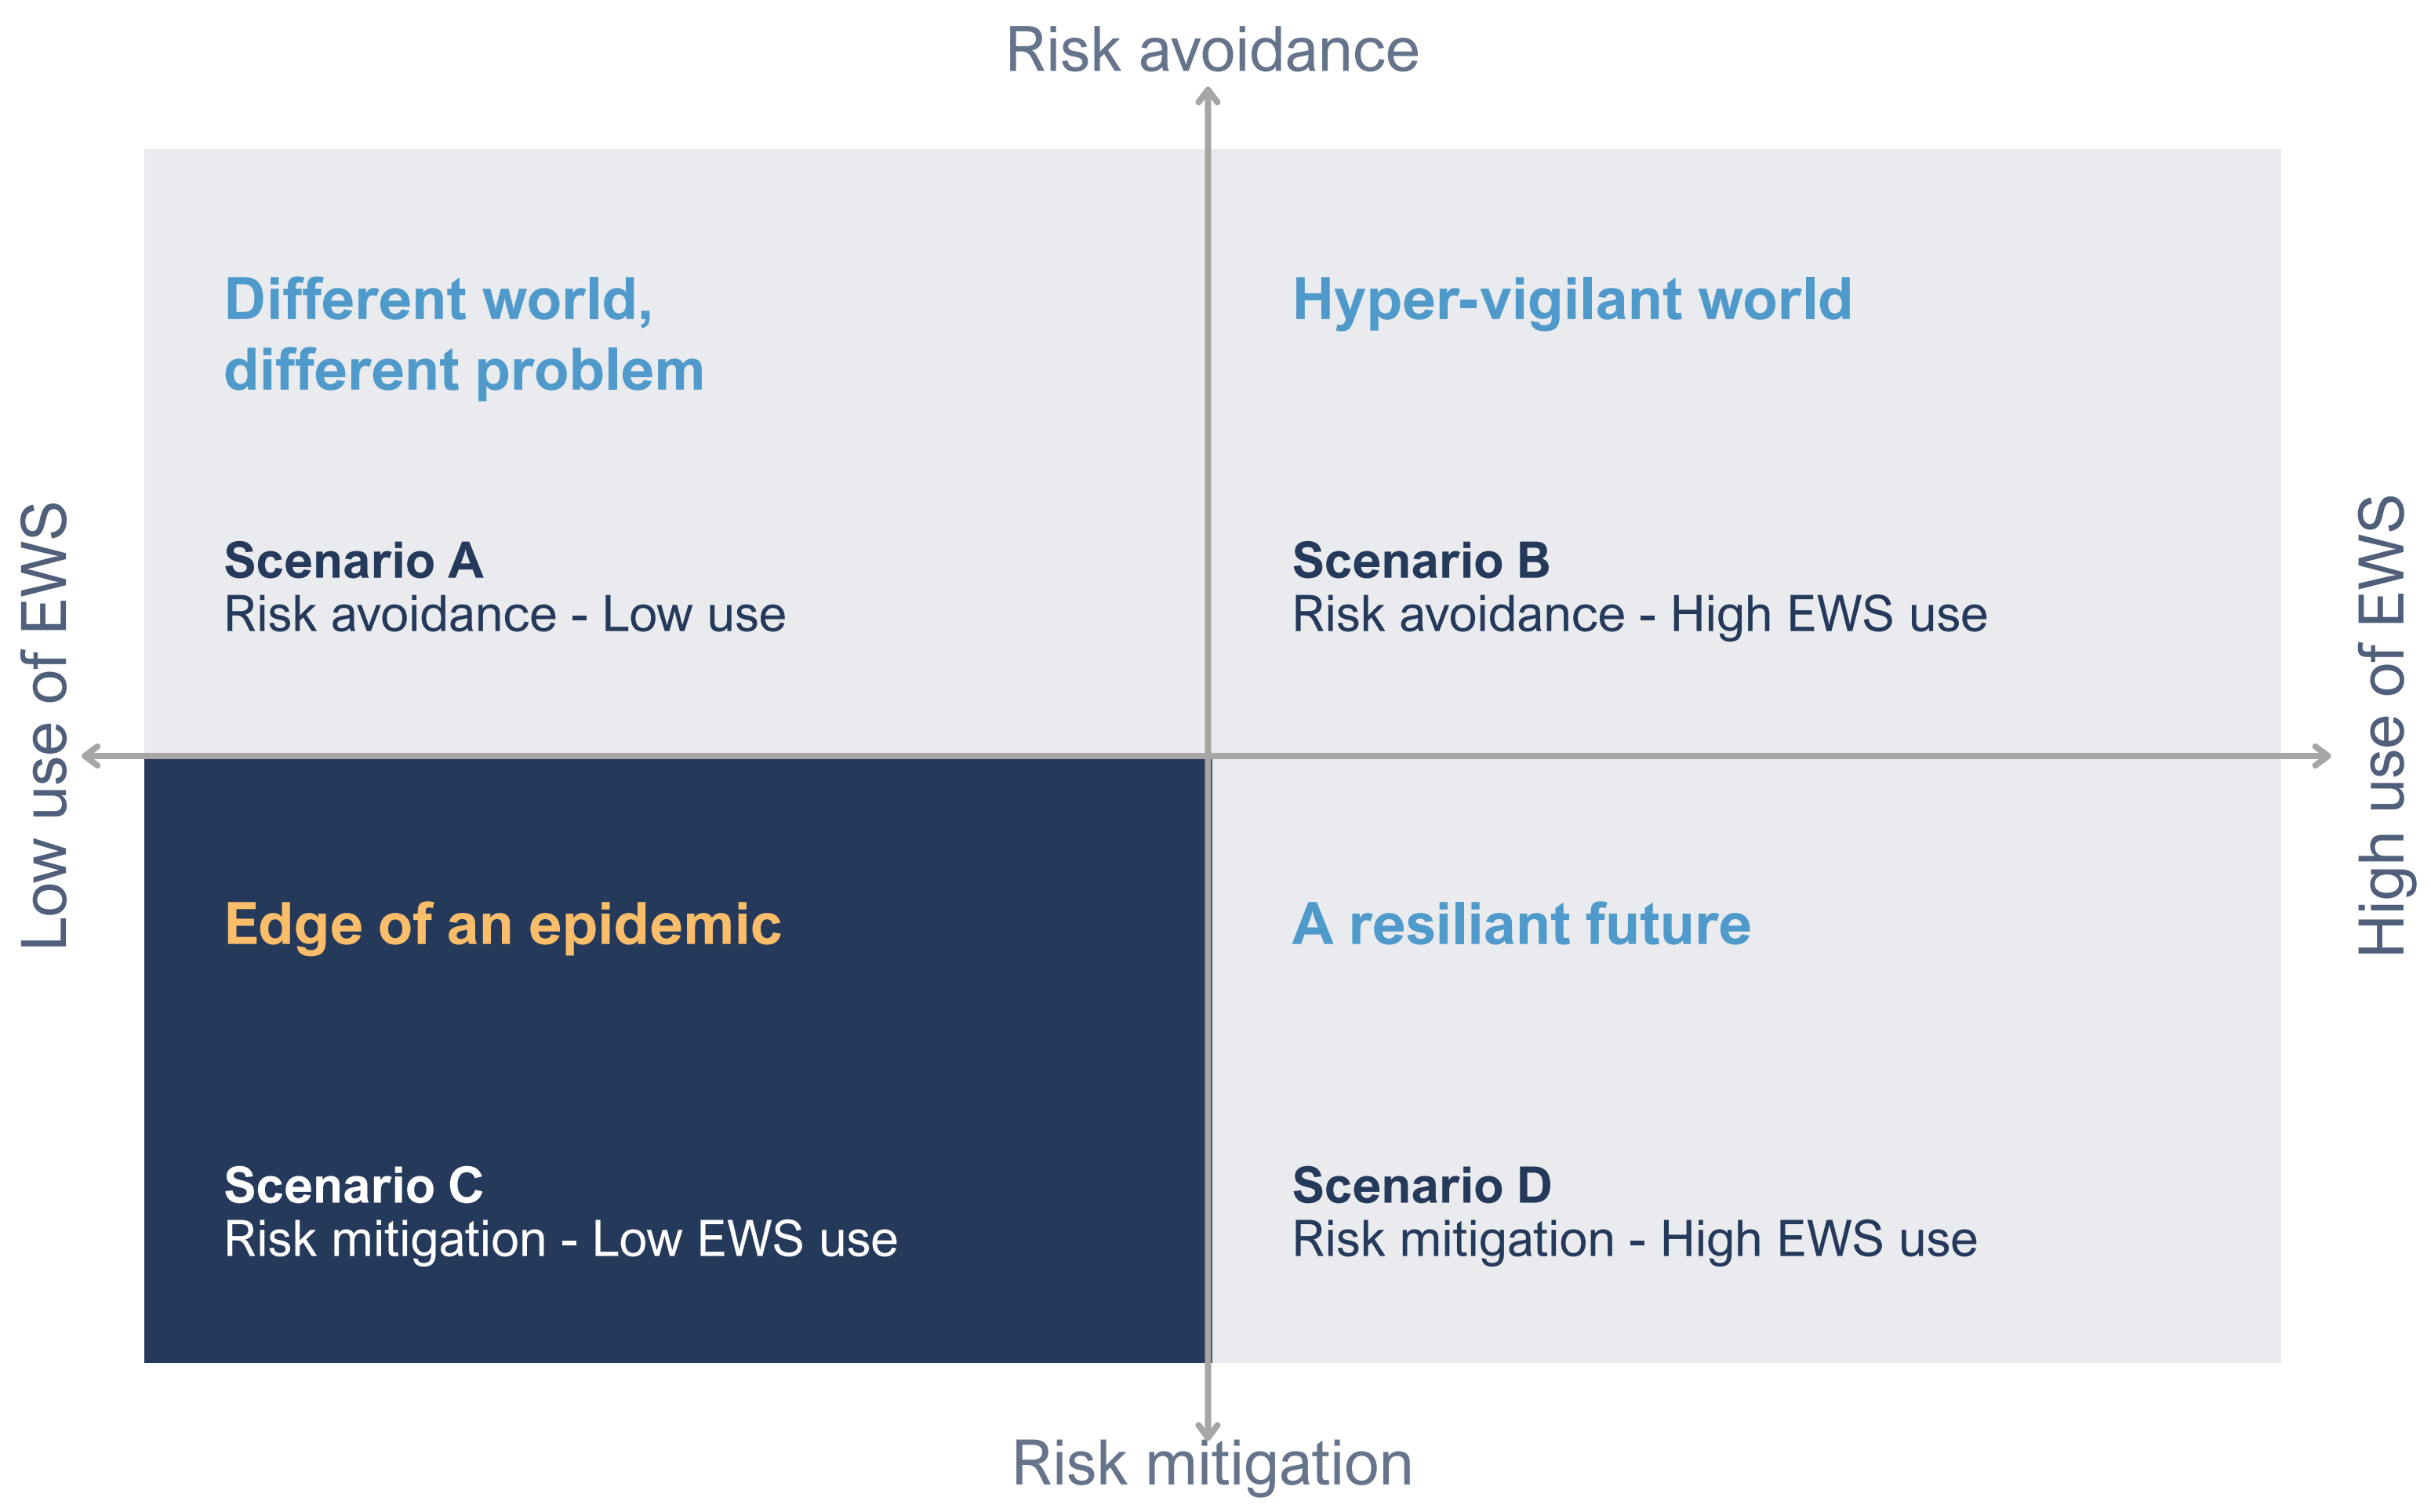 Risk avoidance
Low use of EWS
High use of EWS
Different world,
different problem
Scenario A
Risk avoidance - Low use
Hyper-vigilant world
Scenario B
Risk avoidance - High EWS use
Edge of an epidemic
Scenario C
Risk mitigation - Low EWS use
A resiliant future
Scenario D
Risk mitigation - High EWS use
Risk mitigation